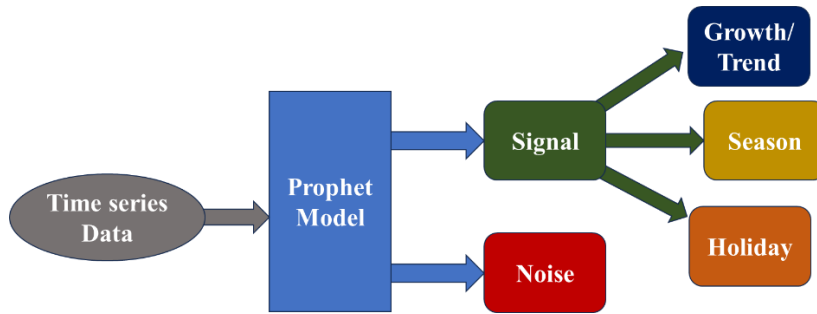 Time series
Data
Prophet
Model
Signal
Noise
Growth/
Trend
Season
Holiday